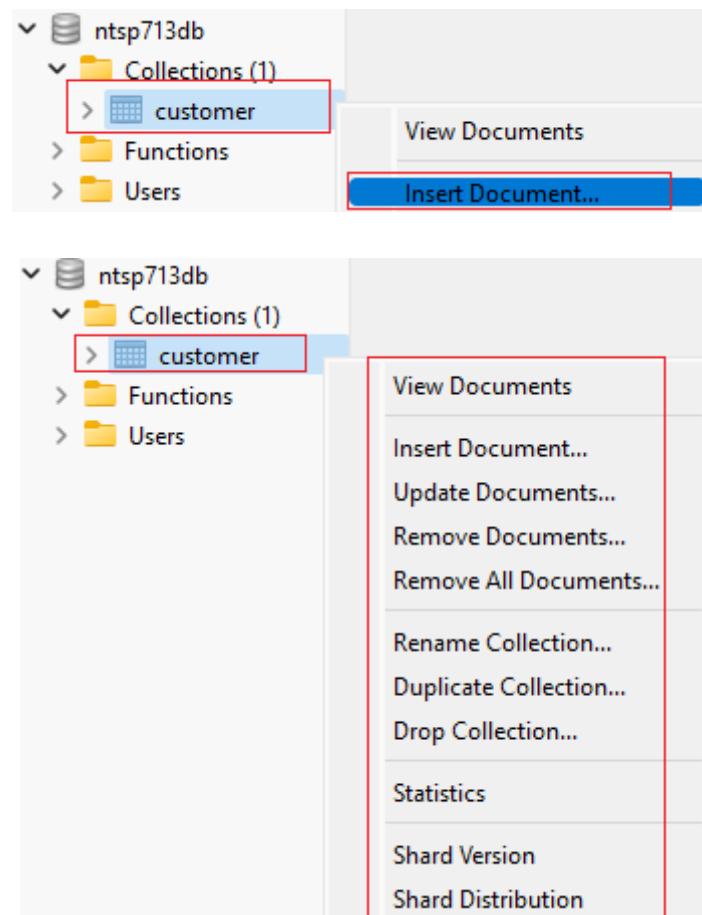 ntsp713db
Collections (1)
customer
View Documents
Functions
Users
Insert Document...
ntsp713db
Collections (1)
customer
Functions
Users
View Documents
Insert Document...
Update Documents...
Remove Documents...
Remove All Documents...
Rename Collection...
Duplicate Collection...
Drop Collection...
Statistics
Shard Version
Shard Distribution